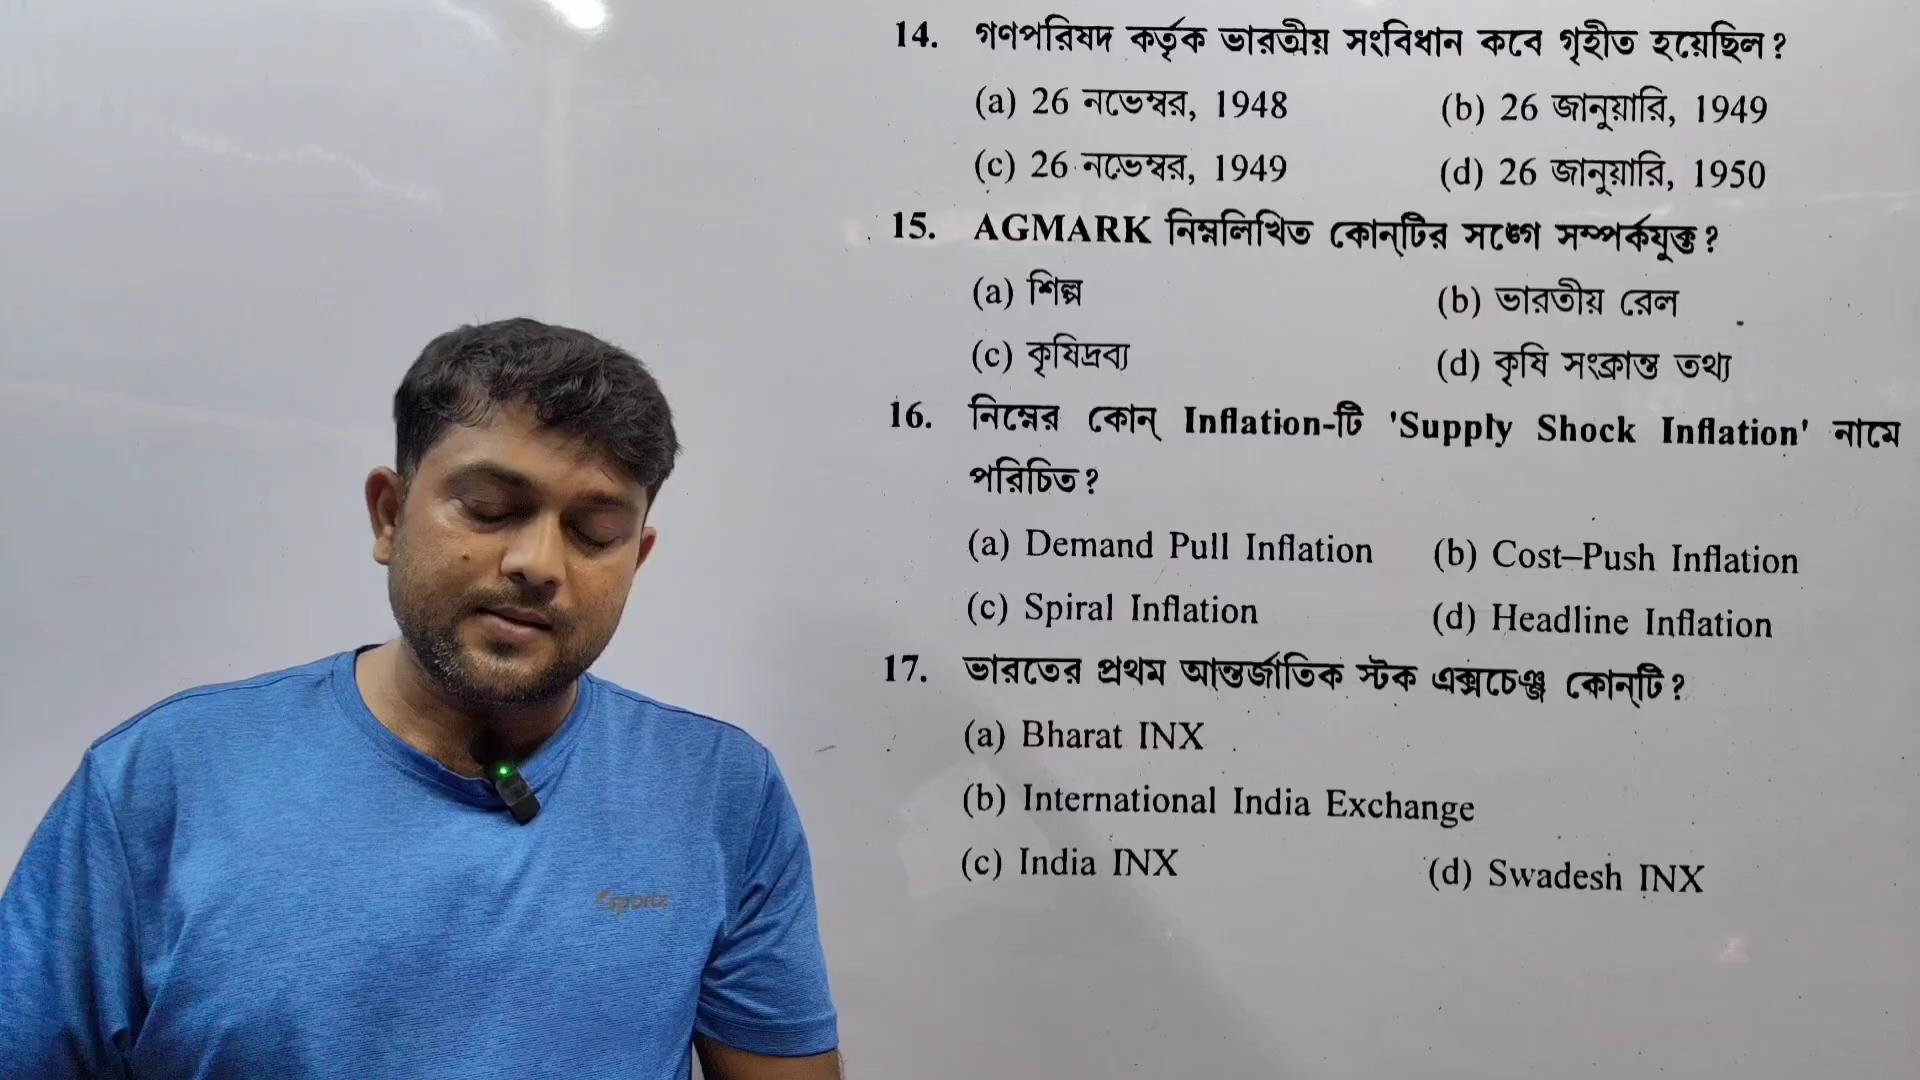 14. গণপরিষদ কর্তৃক ভারতীয় সংবিধান কবে গৃহীত হয়েছিল?
(a) 26 নভেম্বর, 1948 (b) 26 জানুয়ারি, 1949
(c) 26 নভেম্বর, 1949 (d) 26 জানুয়ারি, 1950
15. AGMARK নিম্নলিখিত কোন্‌টির সঙ্গে সম্পর্কযুক্ত?
(a) শিল্প (b) ভারতীয় রেল
(c) কৃষিদ্রব্য (d) কৃষি সংক্রান্ত তথ্য
16. নিম্নের কোন্ Inflation-টি 'Supply Shock Inflation' নামে
পরিচিত?
(a) Demand Pull Inflation (b) Cost–Push Inflation
(c) Spiral Inflation (d) Headline Inflation
17. ভারতের প্রথম আন্তর্জাতিক স্টক এক্সচেঞ্জ কোন্‌টি?
(a) Bharat INX
(b) International India Exchange
(c) India INX (d) Swadesh INX